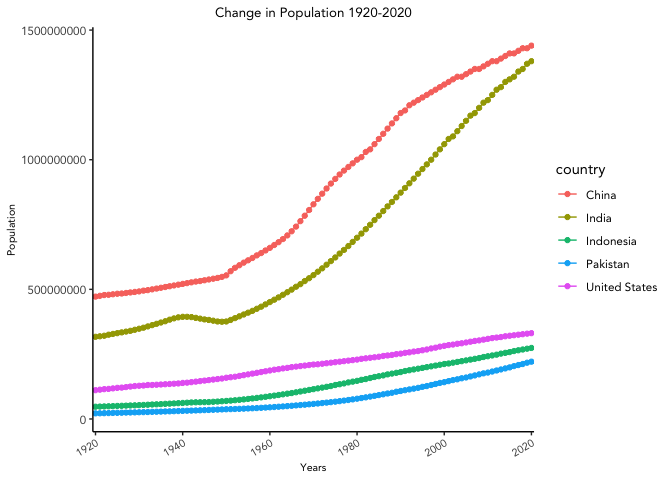 Change in Population 1920-2020
1500000000
1000000000
500000000
0
Population
1920
1940
1960
1980
2000
2020
Years
country
China
India
Indonesia
Pakistan
United States